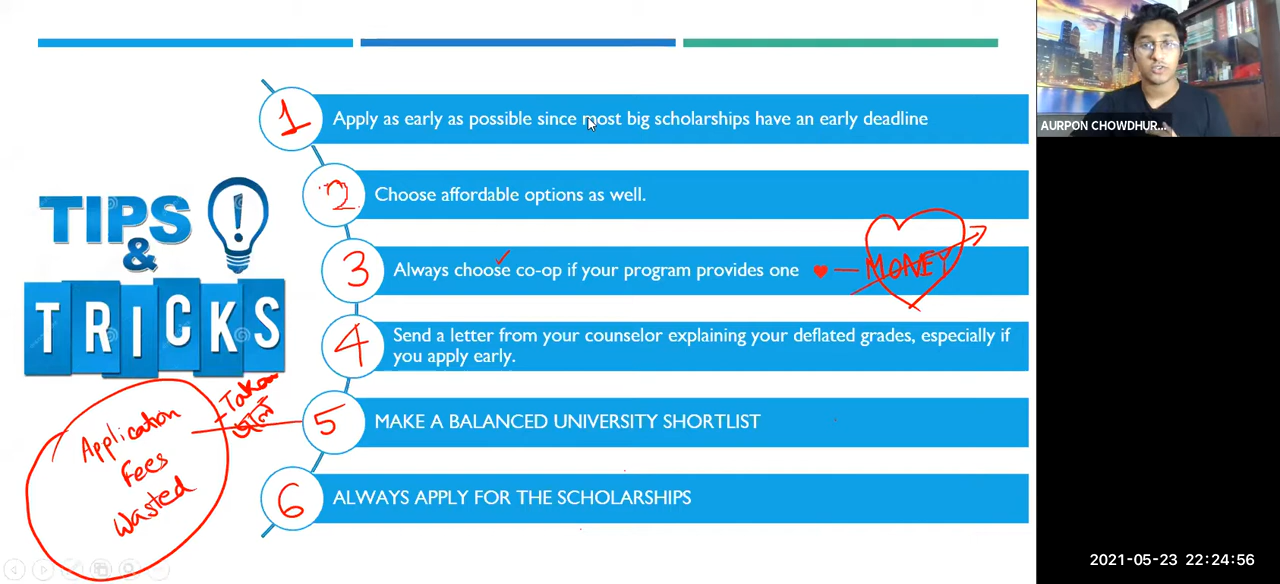 AURPON CHOWDHUR...
1 Apply as early as possible since most big scholarships have an early deadline
2 Choose affordable options as well.
3 Always choose co-op if your program provides one
MONEY
4 Send a letter from your counselor explaining your deflated grades, especially if
you apply early.
5 MAKE A BALANCED UNIVERSITY SHORTLIST
6 ALWAYS APPLY FOR THE SCHOLARSHIPS
TIPS
&
TRICKS
Takar
Application
Fees
Wasted
2021-05-23 22:24:56